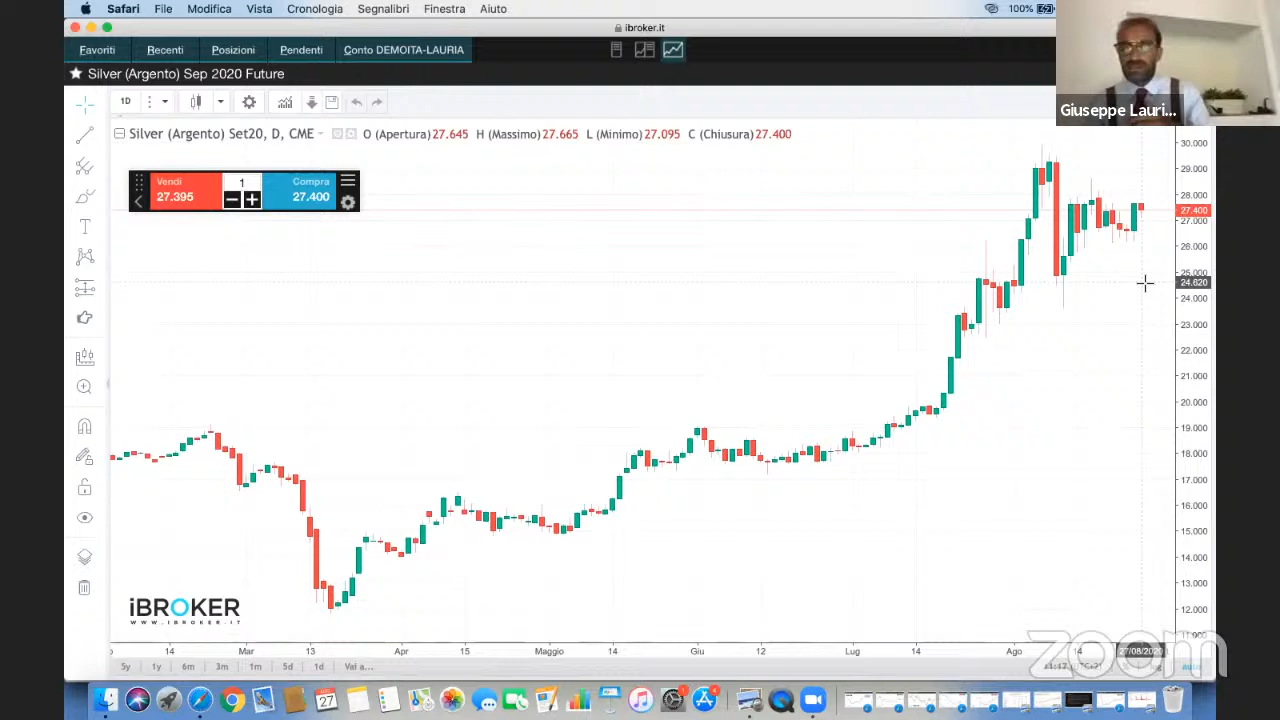 Safari File Modifica Vista Cronologia Segnalibri Finestra Aiuto 100%
ibroker.it
Favoriti Recenti Posizioni Pendenti Conto DEMOITA-LAURIA
Silver (Argento) Sep 2020 Future
Giuseppe Lauri...
1D
Silver (Argento) Set20, D, CME O (Apertura) 27.645 H (Massimo) 27.665 L (Minimo) 27.095 C (Chiusura) 27.400
Vendi 1 Compra
27.395 27.400
30.000
29.000
28.000
27.400
27.000
26.000
25.000
24.620
24.000
23.000
22.000
21.000
20.000
19.000
18.000
17.000
16.000
15.000
14.000
13.000
12.000
iBROKER
WWW.IBROKER.IT
14 Mar 13 Apr 15 Maggio 14 Giu 12 Lug 14 Ago 14 27/08/2020
5y 1y 6m 3m 1m 5d 1d Vai a...
zoom
27